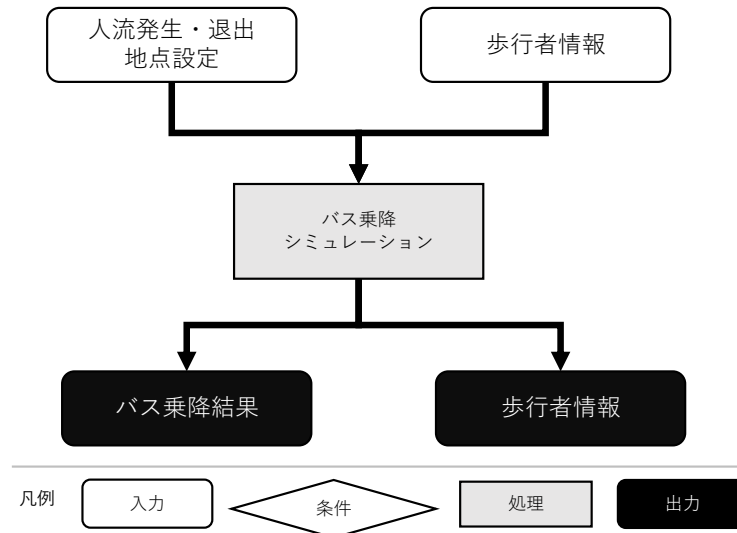 人流発生・退出
地点設定
歩行者情報
バス乗降
シミュレーション
バス乗降結果
歩行者情報
凡例
入力
条件
処理
出力